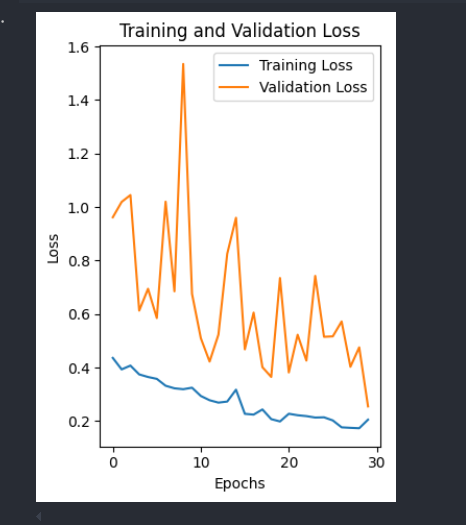 Training and Validation Loss
1.6
1.4
1.2
1.0
0.8
0.6
0.4
0.2
Loss
Training Loss
Validation Loss
0 10 20 30
Epochs